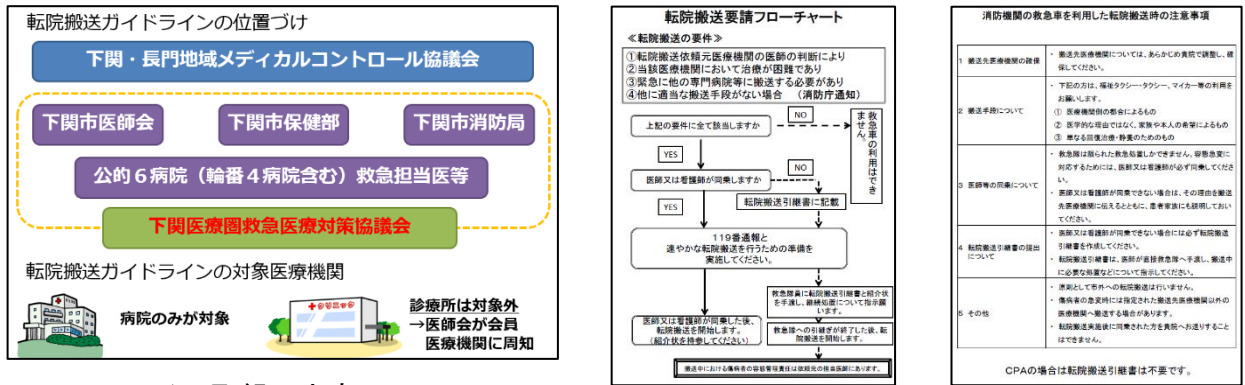 転院搬送ガイドラインの位置づけ
下関・長門地域メディカルコントロール協議会
下関市医師会
下関市保健部
下関市消防局
公的６病院（輪番４病院含む）救急担当医等
下関医療圏救急医療対策協議会
転院搬送ガイドラインの対象医療機関
病院のみが対象
診療所は対象外
→医師会が会員
医療機関に周知
転院搬送要請フローチャート
≪転院搬送の要件≫
①転院搬送依頼元医療機関の医師の判断により
②当該医療機関において治療が困難であり
③緊急に他の専門病院等に搬送する必要があり
④他に適当な搬送手段がない場合　（消防庁通知）
上記の要件に全て該当しますか
NO
救急車の利用はでき
ません。
YES
医師又は看護師が同乗しますか
NO
転院搬送引継書に記載
YES
119番通報と
速やかな転院搬送を行うための準備を
実施してください。
救急隊員に転院搬送引継書と紹介状
を手渡し、継続処置について指示願
います。
医師又は看護師が同乗した後、
転院搬送を開始します。
（紹介状を持参してください）
救急隊への引継ぎが終了した後、転
院搬送を開始します。
搬送中における傷病者の容態管理責任は依頼元の担当医師にあります。
消防機関の救急車を利用した転院搬送時の注意事項
1 搬送先医療機関の確保
・ 搬送先医療機関については、あらかじめ貴院で調整し、確
保してください。
2 搬送手段について
・ 下記の方は、福祉タクシー・タクシー、マイカー等の利用を
お願いします。
① 医療機関側の都合によるもの
② 医学的な理由ではなく、家族や本人の希望によるもの
③ 単なる回復治療・静養のためのもの
3 医師等の同乗について
・ 救急隊は限られた救急処置しかできません。容態急変に
対応するためには、医師又は看護師が必ず同乗してくださ
い。
・ 医師又は看護師が同乗できない場合は、その理由を搬送
先医療機関に伝えるとともに、患者家族にも説明しておい
てください。
4 転院搬送引継書の提出
について
・ 医師又は看護師が同乗できない場合には必ず転院搬送
引継書を作成してください。
・ 転院搬送引継書は、医師が直接救急隊へ手渡し、搬送中
に必要な処置などについて指示してください。
5 その他
・ 原則として市外への転院搬送は行いません。
・ 傷病者の急変時には指定された搬送先医療機関以外の
医療機関へ搬送する場合があります。
・ 転院搬送実施後に同乗された方を貴院へお送りすること
はできません。
CPAの場合は転院搬送引継書は不要です。